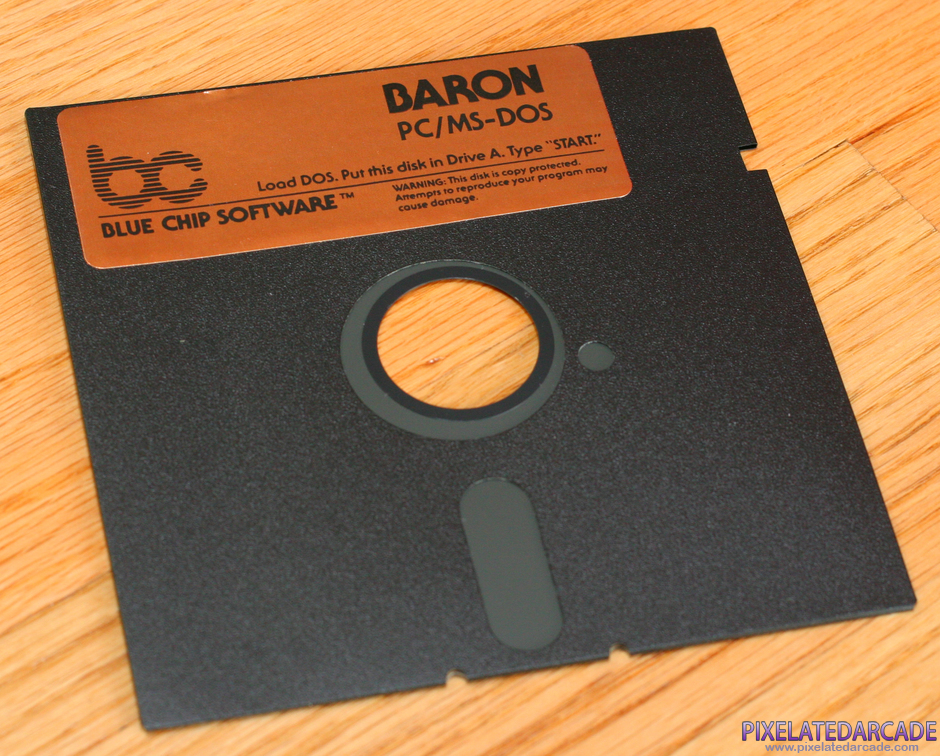 BARON
PC/MS-DOS
bc
Load DOS. Put this disk in Drive A. Type "START."
BLUE CHIP SOFTWARE™
WARNING: This disk is copy protected.
Attempts to reproduce your program may
cause damage.
PIXELATEDARCADE
www.pixelatedarcade.com